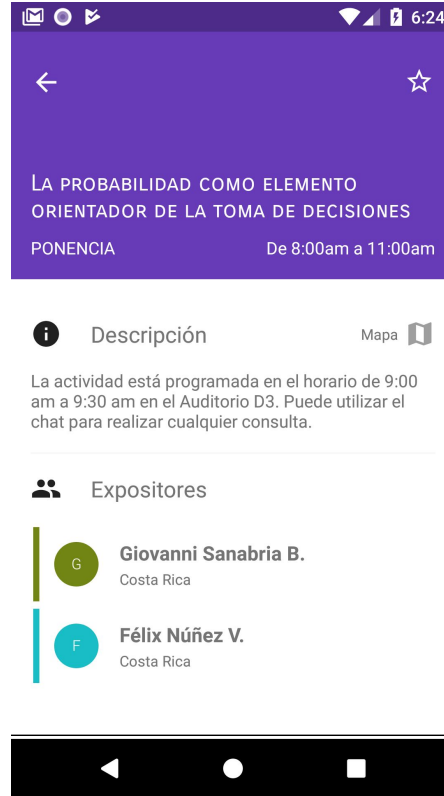 6:24
La probabilidad como elemento
orientador de la toma de decisiones
PONENCIA De 8:00am a 11:00am
Descripción Mapa
La actividad está programada en el horario de 9:00
am a 9:30 am en el Auditorio D3. Puede utilizar el
chat para realizar cualquier consulta.
Expositores
G
Giovanni Sanabria B.
Costa Rica
F
Félix Núñez V.
Costa Rica